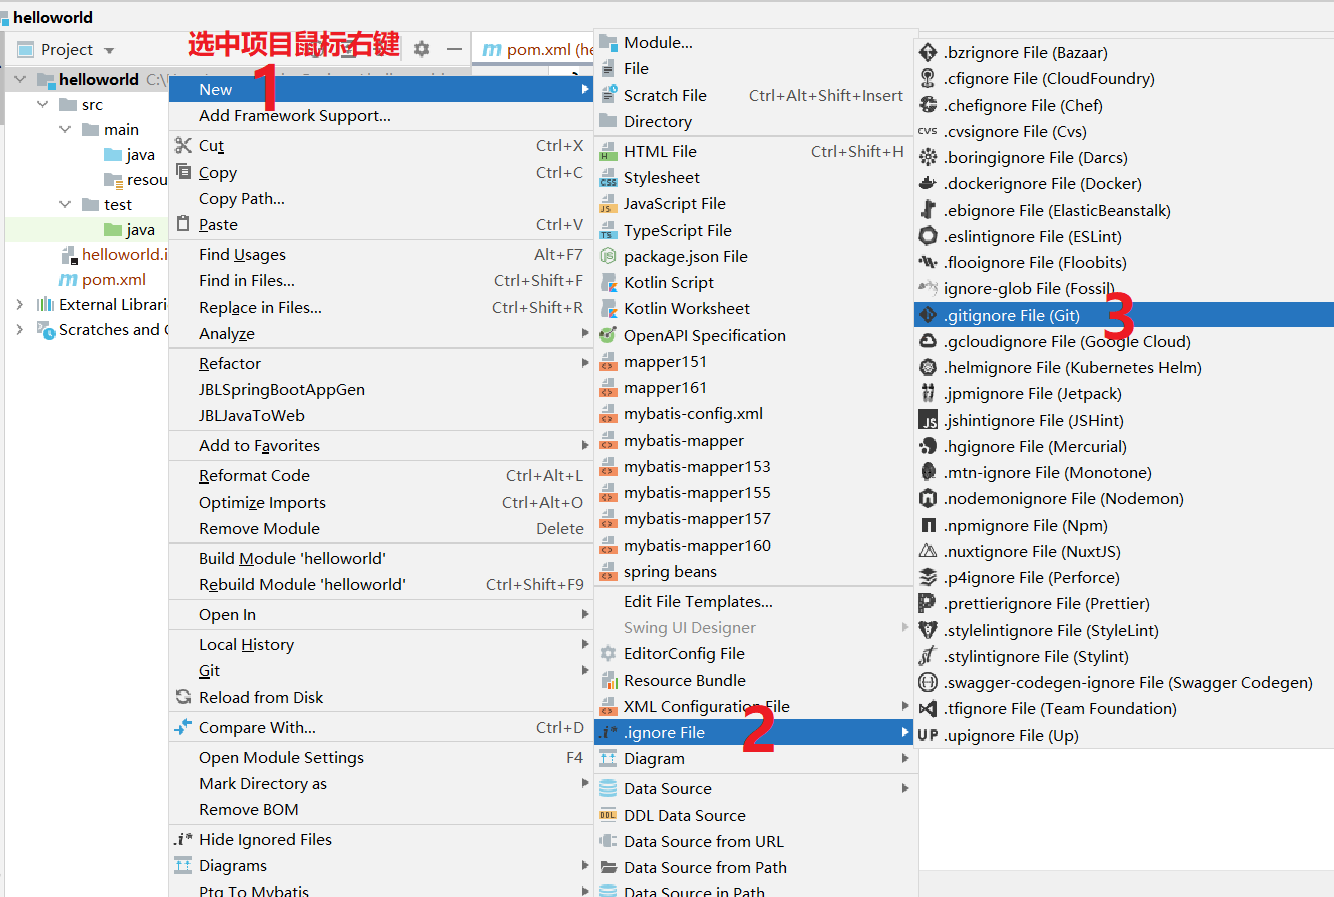 helloworld
Project
选中项目鼠标右键
pom.xml (he
helloworld C:\
src
main
java
resou
test
java
helloworld.i
pom.xml
External Librari
Scratches and C
1
New
Add Framework Support...
Cut Ctrl+X
Copy Ctrl+C
Copy Path...
Paste Ctrl+V
Find Usages Alt+F7
Find in Files... Ctrl+Shift+F
Replace in Files... Ctrl+Shift+R
Analyze
Refactor
JBLSpringBootAppGen
JBLJavaToWeb
Add to Favorites
Reformat Code Ctrl+Alt+L
Optimize Imports Ctrl+Alt+O
Remove Module Delete
Build Module 'helloworld'
Rebuild Module 'helloworld' Ctrl+Shift+F9
Open In
Local History
Git
Reload from Disk
Compare With... Ctrl+D
Open Module Settings F4
Mark Directory as
Remove BOM
.i* Hide Ignored Files
Diagrams
Ptg To Mybatis
Module...
File
Scratch File Ctrl+Alt+Shift+Insert
Directory
HTML File Ctrl+Shift+H
Stylesheet
JavaScript File
TypeScript File
package.json File
Kotlin Script
Kotlin Worksheet
OpenAPI Specification
mapper151
mapper161
mybatis-config.xml
mybatis-mapper
mybatis-mapper153
mybatis-mapper155
mybatis-mapper157
mybatis-mapper160
spring beans
Edit File Templates...
Swing UI Designer
EditorConfig File
Resource Bundle
XML Configuration File
2
.i* .ignore File
Diagram
Data Source
DDL Data Source
Data Source from URL
Data Source from Path
Data Source in Path
.bzrignore File (Bazaar)
.cfignore File (CloudFoundry)
.chefignore File (Chef)
cvs .cvsignore File (Cvs)
.boringignore File (Darcs)
.dockerignore File (Docker)
.ebignore File (ElasticBeanstalk)
.eslintignore File (ESLint)
.flooignore File (Floobits)
ignore-glob File (Fossil)
.gitignore File (Git)
3
.gcloudignore File (Google Cloud)
.helmignore File (Kubernetes Helm)
.jpmignore File (Jetpack)
JS .jshintignore File (JSHint)
.hgignore File (Mercurial)
.mtn-ignore File (Monotone)
.nodemonignore File (Nodemon)
.npmignore File (Npm)
.nuxtignore File (NuxtJS)
.p4ignore File (Perforce)
.prettierignore File (Prettier)
.stylelintignore File (StyleLint)
.stylintignore File (Stylint)
.swagger-codegen-ignore File (Swagger Codegen)
.tfignore File (Team Foundation)
UP .upignore File (Up)